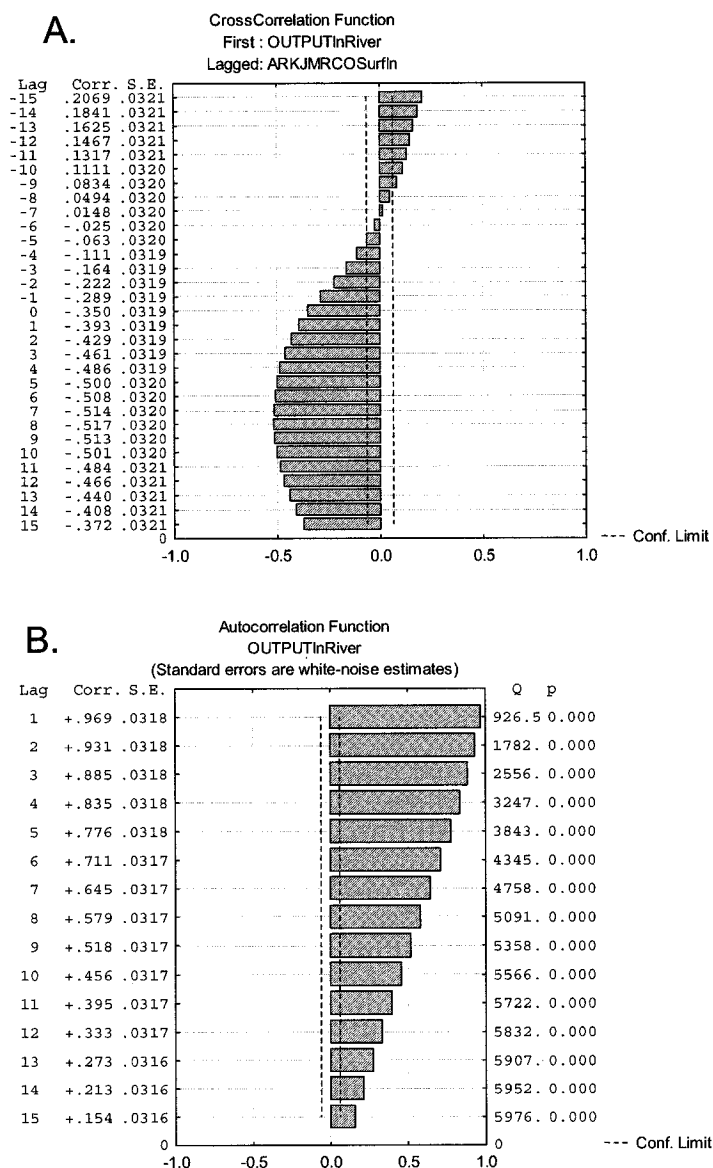 A.
CrossCorrelation Function
First : OUTPUTInRiver
Lagged: ARKJMRCOSurfIn
Lag Corr. S.E.
-15 .2069 .0321
-14 .1841 .0321
-13 .1625 .0321
-12 .1467 .0321
-11 .1317 .0321
-10 .1111 .0320
-9 .0834 .0320
-8 .0494 .0320
-7 .0148 .0320
-6 -.025 .0320
-5 -.063 .0320
-4 -.111 .0319
-3 -.164 .0319
-2 -.222 .0319
-1 -.289 .0319
0 -.350 .0319
1 -.393 .0319
2 -.429 .0319
3 -.461 .0319
4 -.486 .0319
5 -.500 .0320
6 -.508 .0320
7 -.514 .0320
8 -.517 .0320
9 -.513 .0320
10 -.501 .0320
11 -.484 .0321
12 -.466 .0321
13 -.440 .0321
14 -.408 .0321
15 -.372 .0321
0
--- Conf. Limit
-1.0 -0.5 0.0 0.5 1.0
B.
Autocorrelation Function
OUTPUTInRiver
(Standard errors are white-noise estimates)
Lag Corr. S.E. Q p
1 +.969 .0318 926.5 0.000
2 +.931 .0318 1782. 0.000
3 +.885 .0318 2556. 0.000
4 +.835 .0318 3247. 0.000
5 +.776 .0318 3843. 0.000
6 +.711 .0317 4345. 0.000
7 +.645 .0317 4758. 0.000
8 +.579 .0317 5091. 0.000
9 +.518 .0317 5358. 0.000
10 +.456 .0317 5566. 0.000
11 +.395 .0317 5722. 0.000
12 +.333 .0317 5832. 0.000
13 +.273 .0316 5907. 0.000
14 +.213 .0316 5952. 0.000
15 +.154 .0316 5976. 0.000
0 0
--- Conf. Limit
-1.0 -0.5 0.0 0.5 1.0